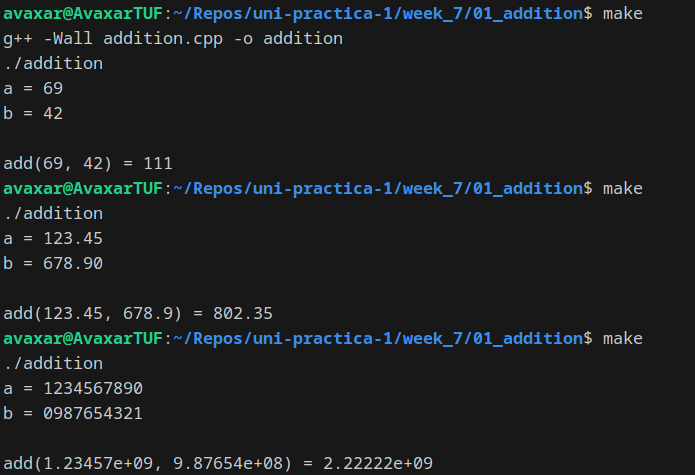 avaxar@AvaxarTUF:~/Repos/uni-practica-1/week_7/01_addition$ make
g++ -Wall addition.cpp -o addition
./addition
a = 69
b = 42
add(69, 42) = 111
avaxar@AvaxarTUF:~/Repos/uni-practica-1/week_7/01_addition$ make
./addition
a = 123.45
b = 678.90
add(123.45, 678.9) = 802.35
avaxar@AvaxarTUF:~/Repos/uni-practica-1/week_7/01_addition$ make
./addition
a = 1234567890
b = 0987654321
add(1.23457e+09, 9.87654e+08) = 2.22222e+09